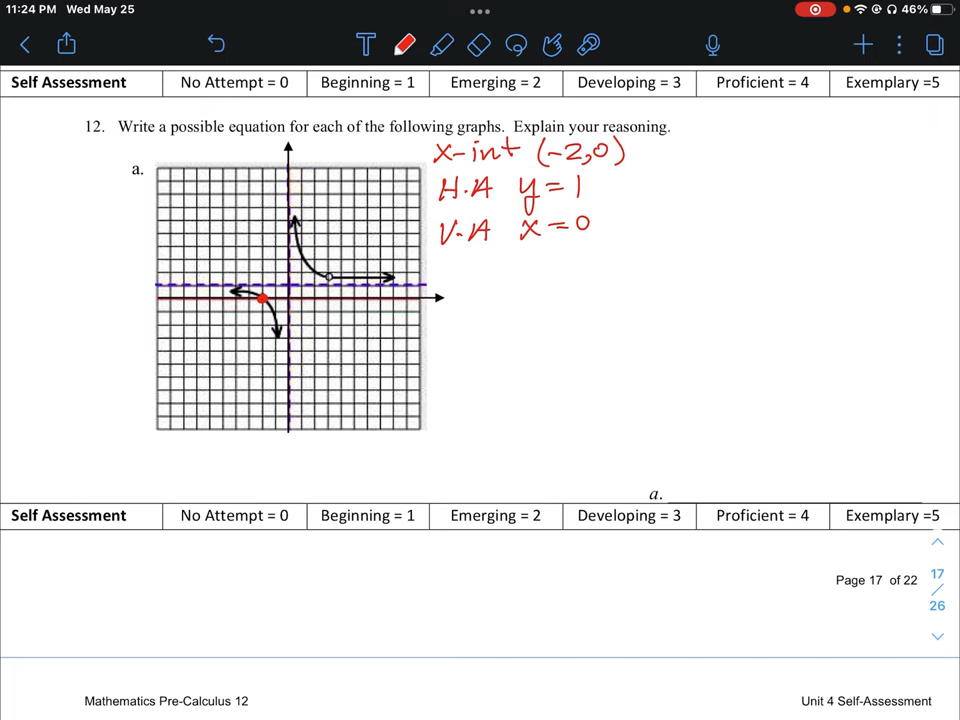 11:24 PM Wed May 25
46%
Self Assessment No Attempt = 0 Beginning = 1 Emerging = 2 Developing = 3 Proficient = 4 Exemplary =5
12. Write a possible equation for each of the following graphs. Explain your reasoning.
x-int (-2,0)
a.
H.A y = 1
V.A x = 0
a.
Self Assessment No Attempt = 0 Beginning = 1 Emerging = 2 Developing = 3 Proficient = 4 Exemplary =5
Page 17 of 22
17
/
26
Mathematics Pre-Calculus 12 Unit 4 Self-Assessment